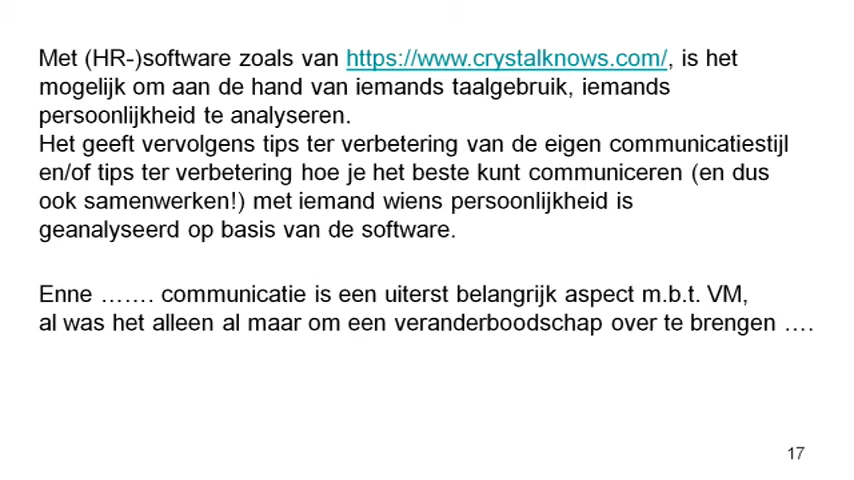 Met (HR-)software zoals van https://www.crystalknows.com/, is het
mogelijk om aan de hand van iemands taalgebruik, iemands
persoonlijkheid te analyseren.
Het geeft vervolgens tips ter verbetering van de eigen communicatiestijl
en/of tips ter verbetering hoe je het beste kunt communiceren (en dus
ook samenwerken!) met iemand wiens persoonlijkheid is
geanalyseerd op basis van de software.
Enne ……. communicatie is een uiterst belangrijk aspect m.b.t. VM,
al was het alleen al maar om een veranderboodschap over te brengen ….
17